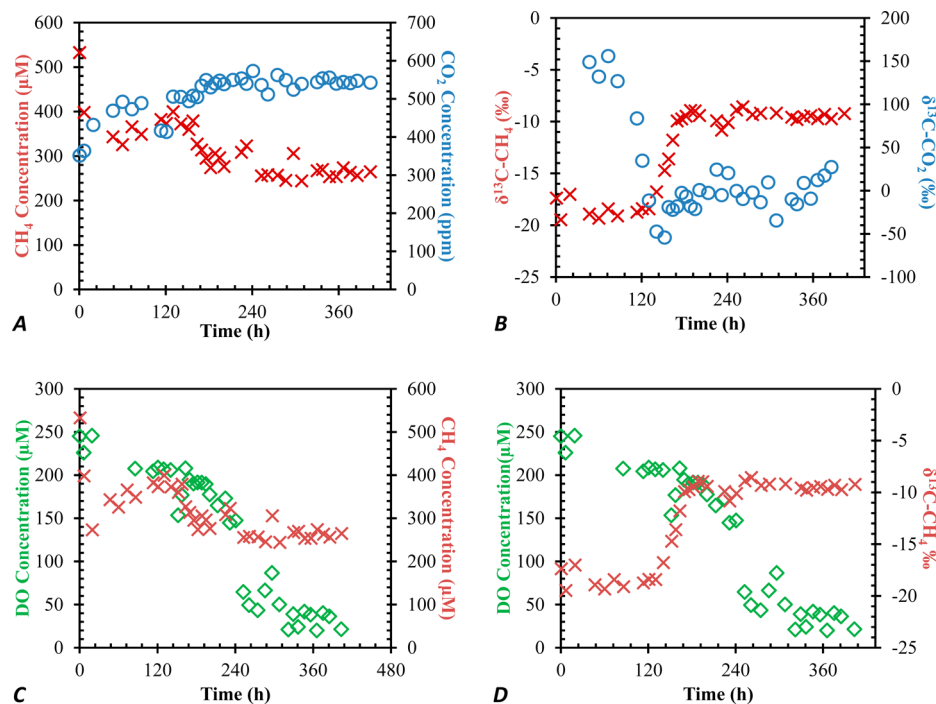 600
500
400
300
200
100
0
CH₄ Concentration (µM)
700
600
500
400
300
200
100
0
CO₂ Concentration (ppm)
0 120 240 360
Time (h)
A
0
-5
-10
-15
-20
-25
δ¹³C-CH₄ (‰)
200
150
100
50
0
-50
-100
δ¹³C-CO₂ (‰)
0 120 240 360
Time (h)
B
300
250
200
150
100
50
0
DO Concentration (µM)
600
500
400
300
200
100
0
CH₄ Concentration (µM)
0 120 240 360 480
Time (h)
C
300
250
200
150
100
50
0
DO Concentration(µM)
0
-5
-10
-15
-20
-25
δ¹³C-CH₄ ‰
0 120 240 360
Time (h)
D